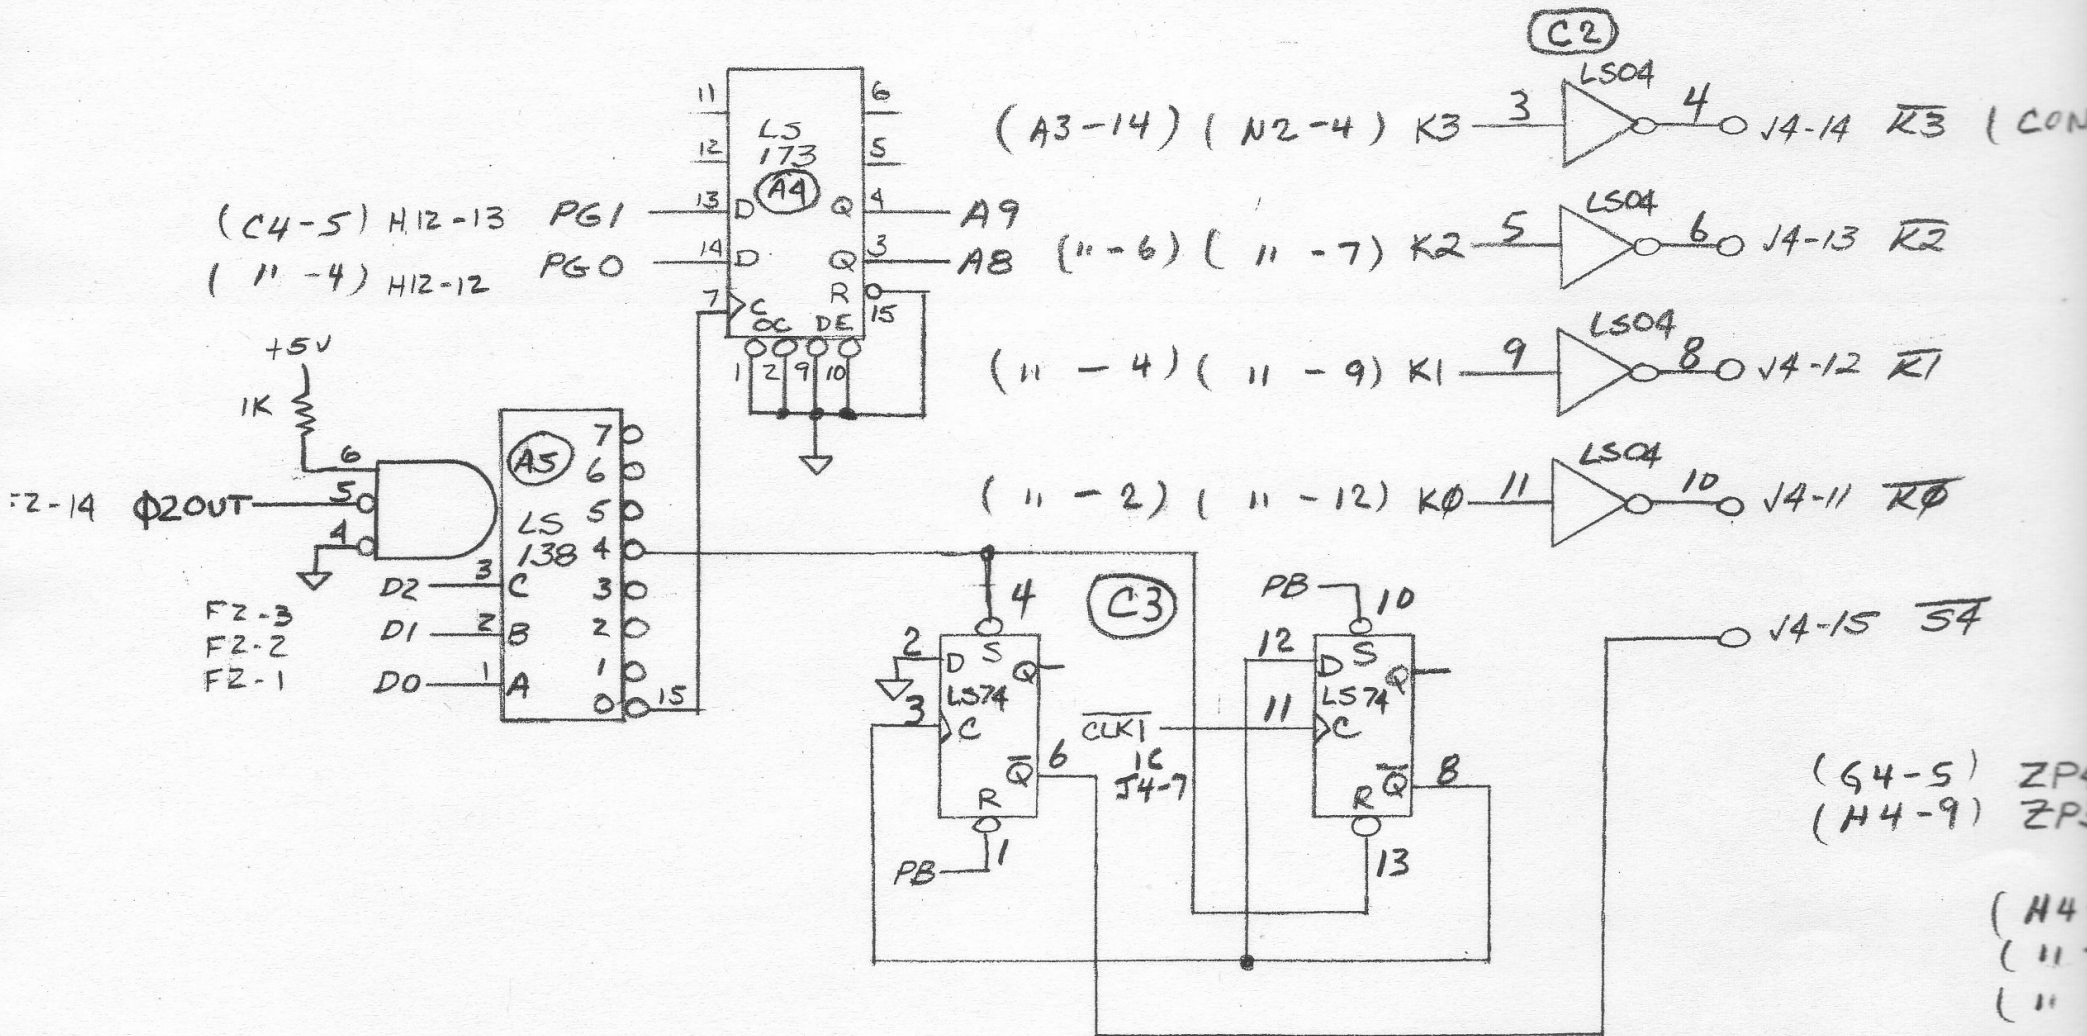 C2
LS04
(A3-14) ( N2-4) K3 3 4 J4-14 K3
LS04
("-6) ( " -7) K2 5 6 J4-13 K2
LS04
(" - 4) ( " - 9) K1 9 8 J4-12 K1
LS04
( " - 2) ( " -12) KØ 11 10 J4-11 KØ
11 6
LS
12 173 5
A4
(C4-5) H12-13 PG1 13 D Q 4 A9
( " -4) H12-12 PG0 14 D Q 3 A8
7 C R 15
OC DE
1 2 9 10
+5V
1K
A5
7
6
5
4
3
2
1
0
LS
138
6
2-14 Φ2OUT 5
4
D2 3 C
F2-3
D1 2 B
F2-2
F2-1
D0 1 A
15
C3
4
2 D S Q
LS74
3 C
Q 6
R
1
PB
PB 10
12 D S Q
LS74
CLK1 11 C
1C
J4-7
Q 8
R
13
J4-15 S4
(G4-5)
(H4-9)
(H4
( "
( "